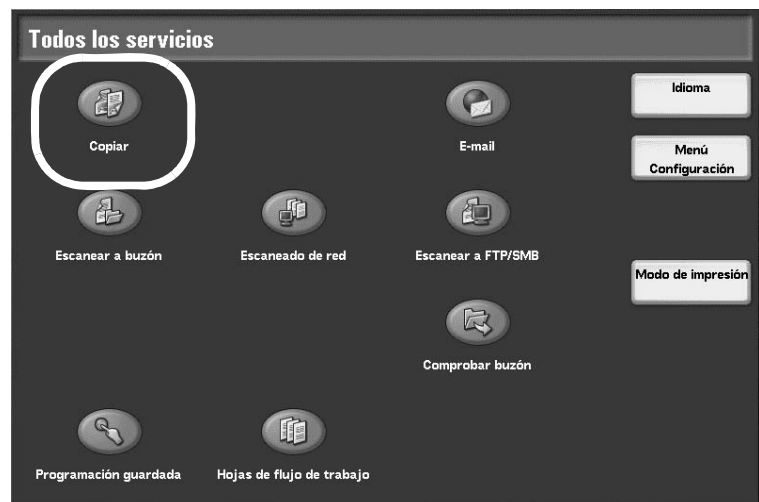 Todos los servicios
Copiar
E-mail
Idioma
Menú
Configuración
Escanear a buzón
Escaneado de red
Escanear a FTP/SMB
Modo de impresión
Comprobar buzón
Programación guardada
Hojas de flujo de trabajo